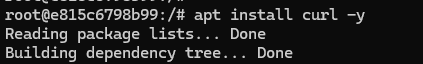 root@e815c6798b99:/# apt install curl -y
Reading package lists... Done
Building dependency tree... Done